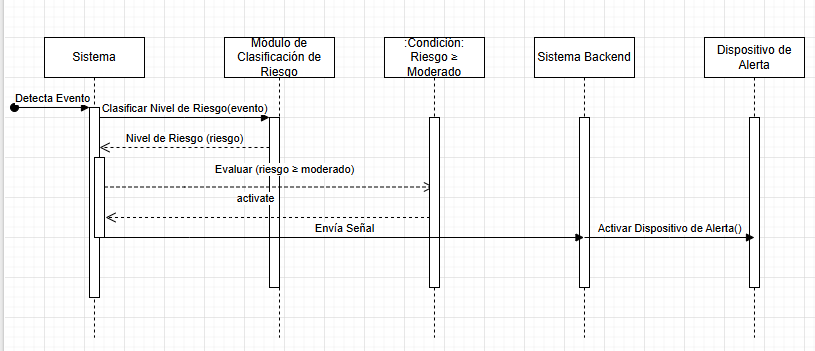 Sistema
Módulo de
Clasificación de
Riesgo
:Condición:
Riesgo ≥
Moderado
Sistema Backend
Dispositivo de
Alerta
Detecta Evento
Clasificar Nivel de Riesgo(evento)
Nivel de Riesgo (riesgo)
Evaluar (riesgo ≥ moderado)
activate
Envía Señal
Activar Dispositivo de Alerta()